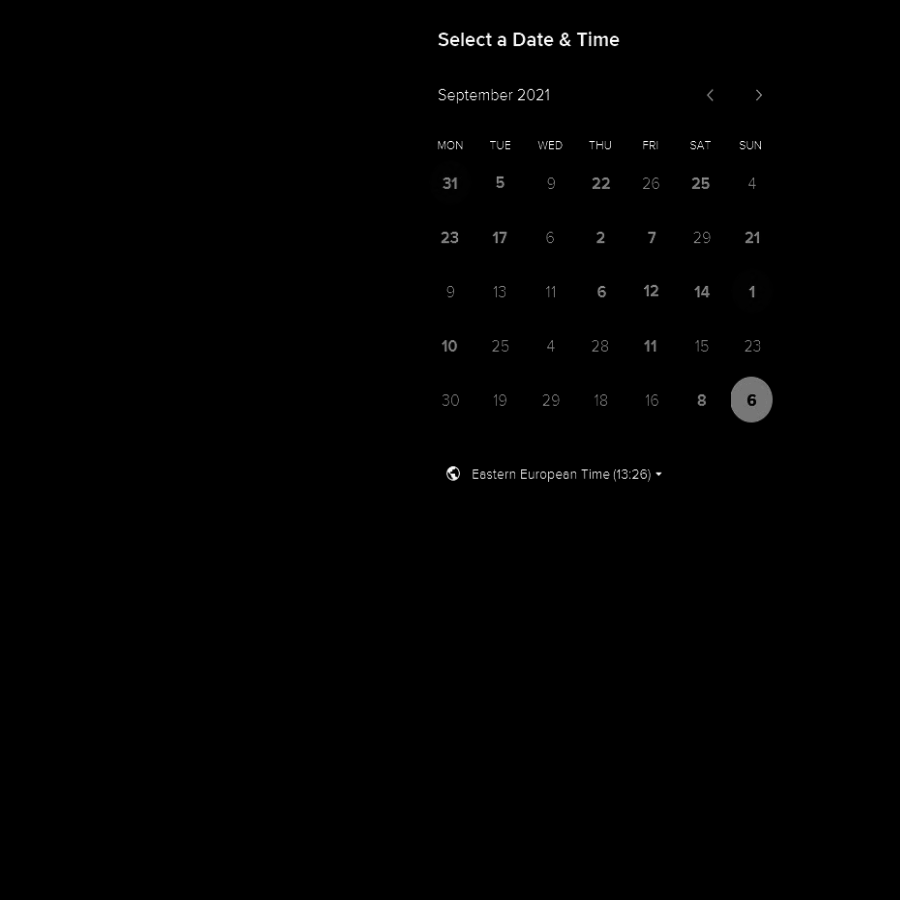 Select a Date & Time
September 2021
MON TUE WED THU FRI SAT SUN
31 5 9 22 26 25 4
23 17 6 2 7 29 21
9 13 11 6 12 14 1
10 25 4 28 11 15 23
30 19 29 18 16 8 6
Eastern European Time (13:26)